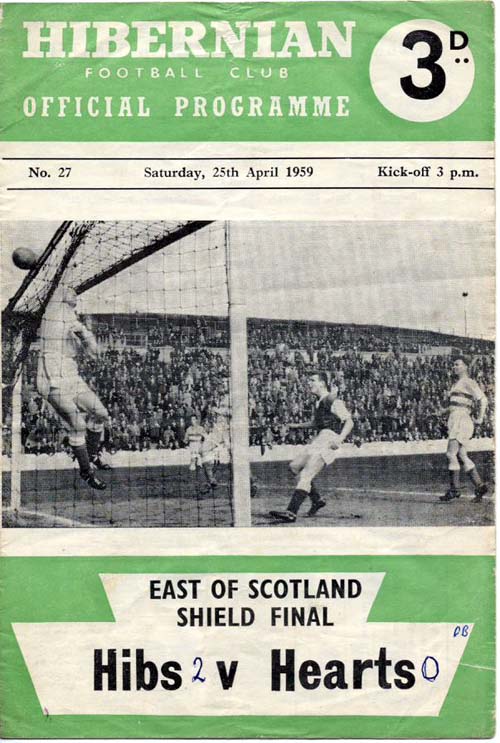 HIBERNIAN
FOOTBALL CLUB
OFFICIAL PROGRAMME
3D
No. 27 Saturday, 25th April 1959 Kick-off 3 p.m.
EAST OF SCOTLAND
SHIELD FINAL
DB
Hibs 2 v Hearts 0